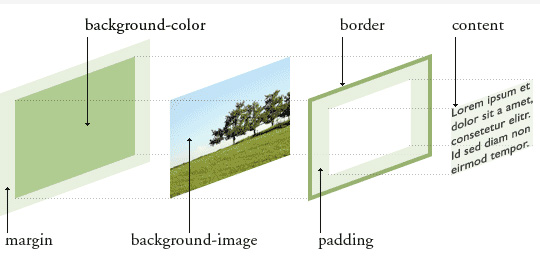 background-color
border
content
Lorem ipsum et
dolor sit a amet,
consetetur elitr.
Id sed diam non
eirmod tempor.
margin
background-image
padding